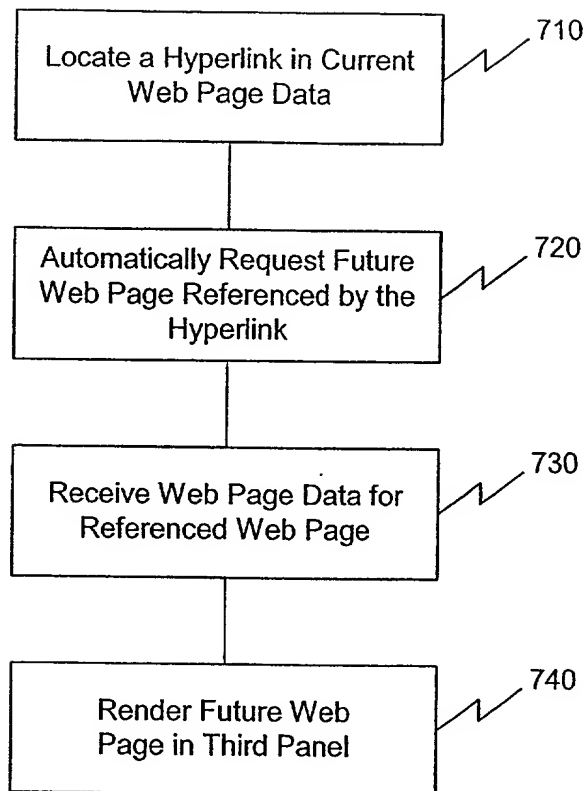 710
Locate a Hyperlink in Current
Web Page Data
720
Automatically Request Future
Web Page Referenced by the
Hyperlink
730
Receive Web Page Data for
Referenced Web Page
740
Render Future Web
Page in Third Panel